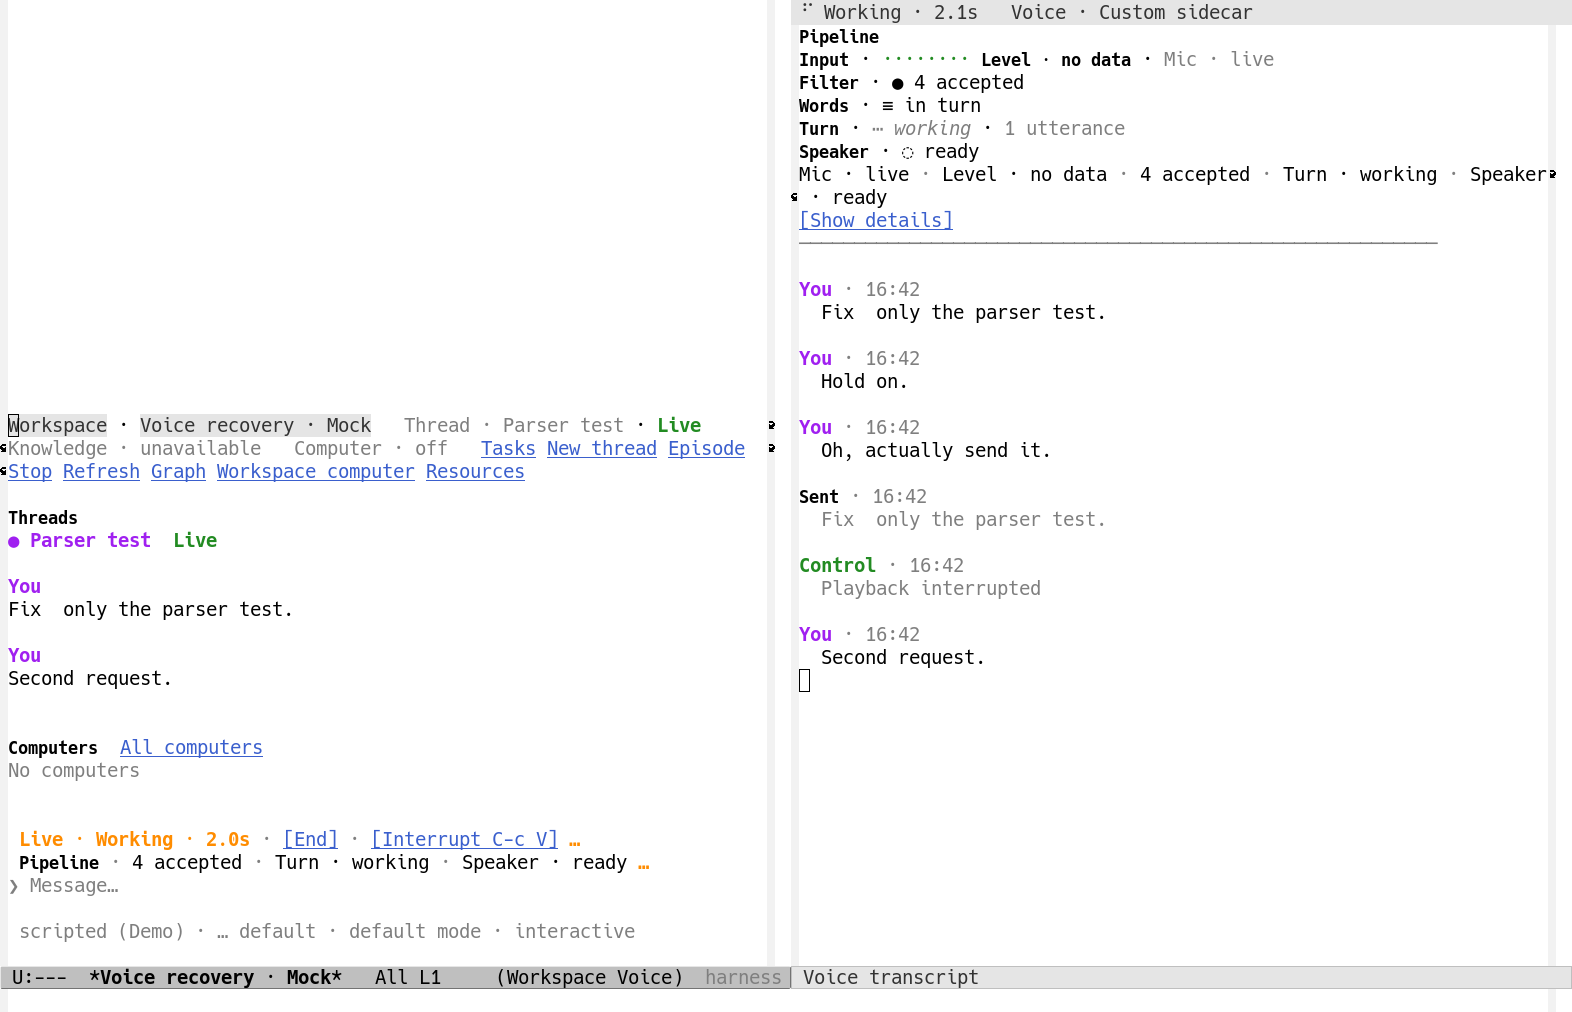 Workspace · Voice recovery · Mock   Thread · Parser test · Live
Knowledge · unavailable   Computer · off   Tasks New thread Episode
Stop Refresh Graph Workspace computer Resources
Threads
● Parser test  Live
You
Fix  only the parser test.
You
Second request.
Computers  All computers
No computers
Live · Working · 2.0s · [End] · [Interrupt C-c V] …
Pipeline · 4 accepted · Turn · working · Speaker · ready …
❯ Message…
scripted (Demo) · … default · default mode · interactive
U:---  *Voice recovery · Mock*   All L1     (Workspace Voice)  harness
Working · 2.1s   Voice · Custom sidecar
Pipeline
Input · ········ Level · no data · Mic · live
Filter · ● 4 accepted
Words · ≡ in turn
Turn · … working · 1 utterance
Speaker · ◌ ready
Mic · live · Level · no data · 4 accepted · Turn · working · Speaker
· ready
[Show details]
You · 16:42
Fix  only the parser test.
You · 16:42
Hold on.
You · 16:42
Oh, actually send it.
Sent · 16:42
Fix  only the parser test.
Control · 16:42
Playback interrupted
You · 16:42
Second request.
Voice transcript